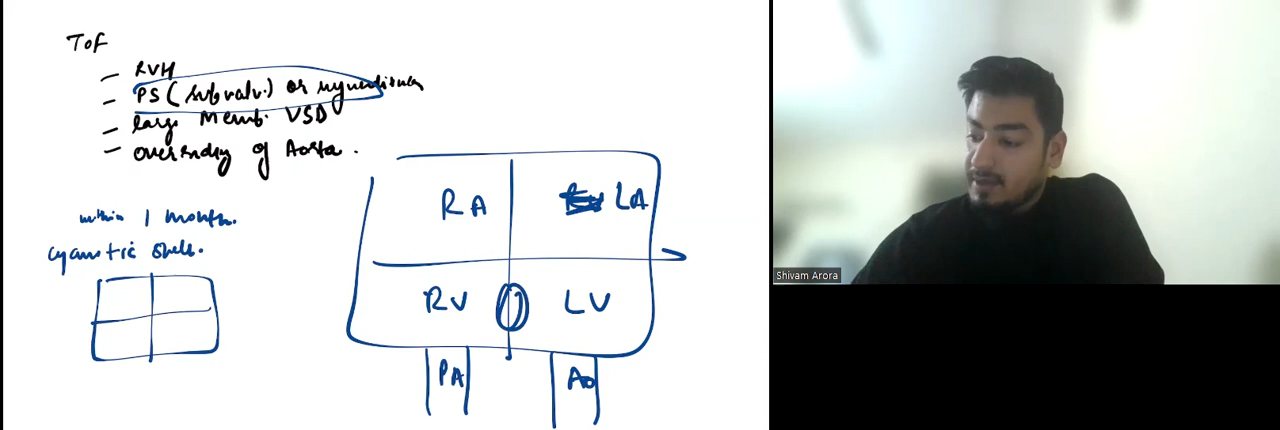 TOF
- RVH
- PS (subvalv.) or
- large Memb. VSD
- overriding of Aorta.
within 1 month.
cyanotic spells.
RA LA
RV LV
PA Ao
Shivam Arora